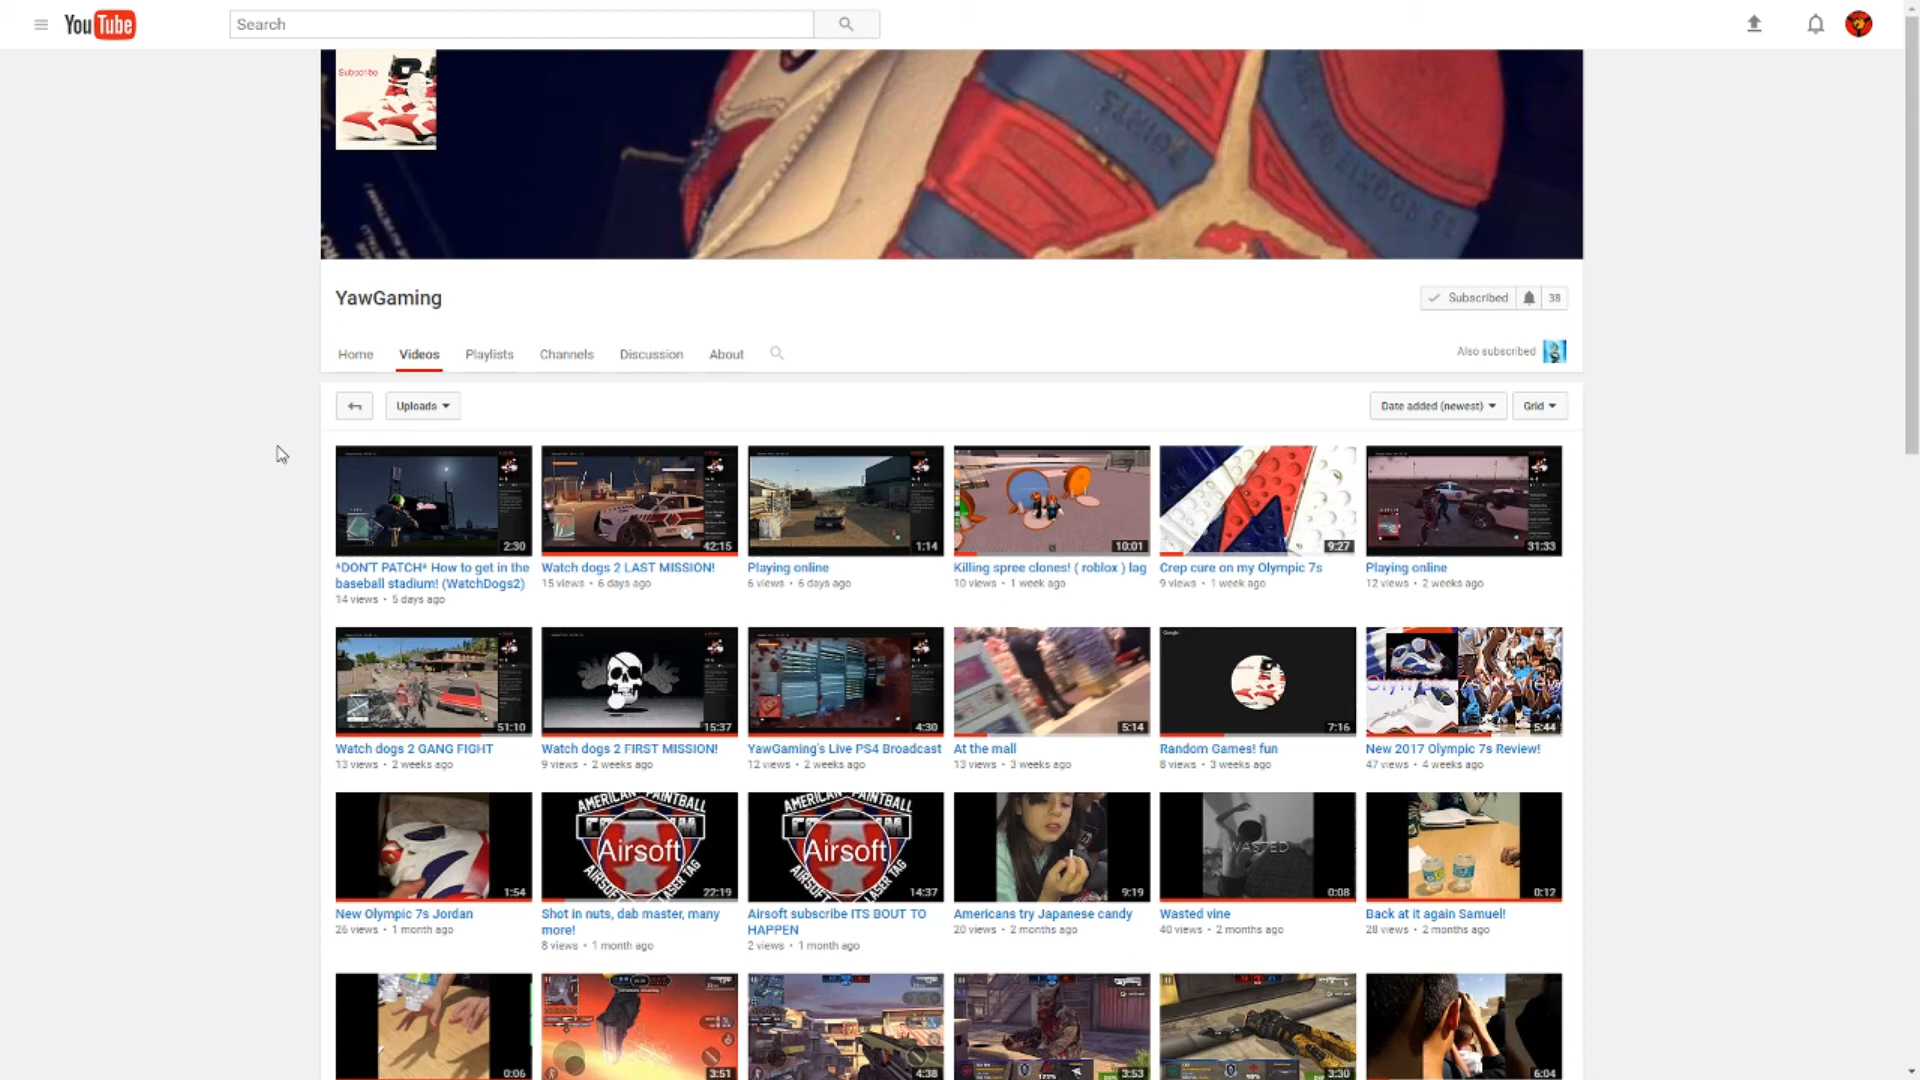 YouTube
Search
Subscribe
YawGaming
Subscribed 38
Home Videos Playlists Channels Discussion About
Also subscribed
Uploads
Date added (newest) Grid
2:30 42:15 1:14 10:01 9:27 31:33
*DON'T PATCH* How to get in the
baseball stadium! (WatchDogs2)
14 views • 5 days ago
Watch dogs 2 LAST MISSION!
15 views • 6 days ago
Playing online
6 views • 6 days ago
Killing spree clones! ( roblox ) lag
10 views • 1 week ago
Crep cure on my Olympic 7s
9 views • 1 week ago
Playing online
12 views • 2 weeks ago
Google
51:10 15:37 4:30 5:14 7:16 5:44
Watch dogs 2 GANG FIGHT
13 views • 2 weeks ago
Watch dogs 2 FIRST MISSION!
9 views • 2 weeks ago
YawGaming's Live PS4 Broadcast
12 views • 2 weeks ago
At the mall
13 views • 3 weeks ago
Random Games! fun
8 views • 3 weeks ago
New 2017 Olympic 7s Review!
47 views • 4 weeks ago
AMERICAN PAINTBALL
Airsoft
AIRSOFT LASER TAG
AMERICAN PAINTBALL
Airsoft
AIRSOFT LASER TAG
WASTED
1:54 22:19 14:37 9:19 0:08 0:12
New Olympic 7s Jordan
26 views • 1 month ago
Shot in nuts, dab master, many
more!
8 views • 1 month ago
Airsoft subscribe ITS BOUT TO
HAPPEN
2 views • 1 month ago
Americans try Japanese candy
20 views • 2 months ago
Wasted vine
40 views • 2 months ago
Back at it again Samuel!
28 views • 2 months ago
0:06 3:51 4:38 3:53 3:30 6:04